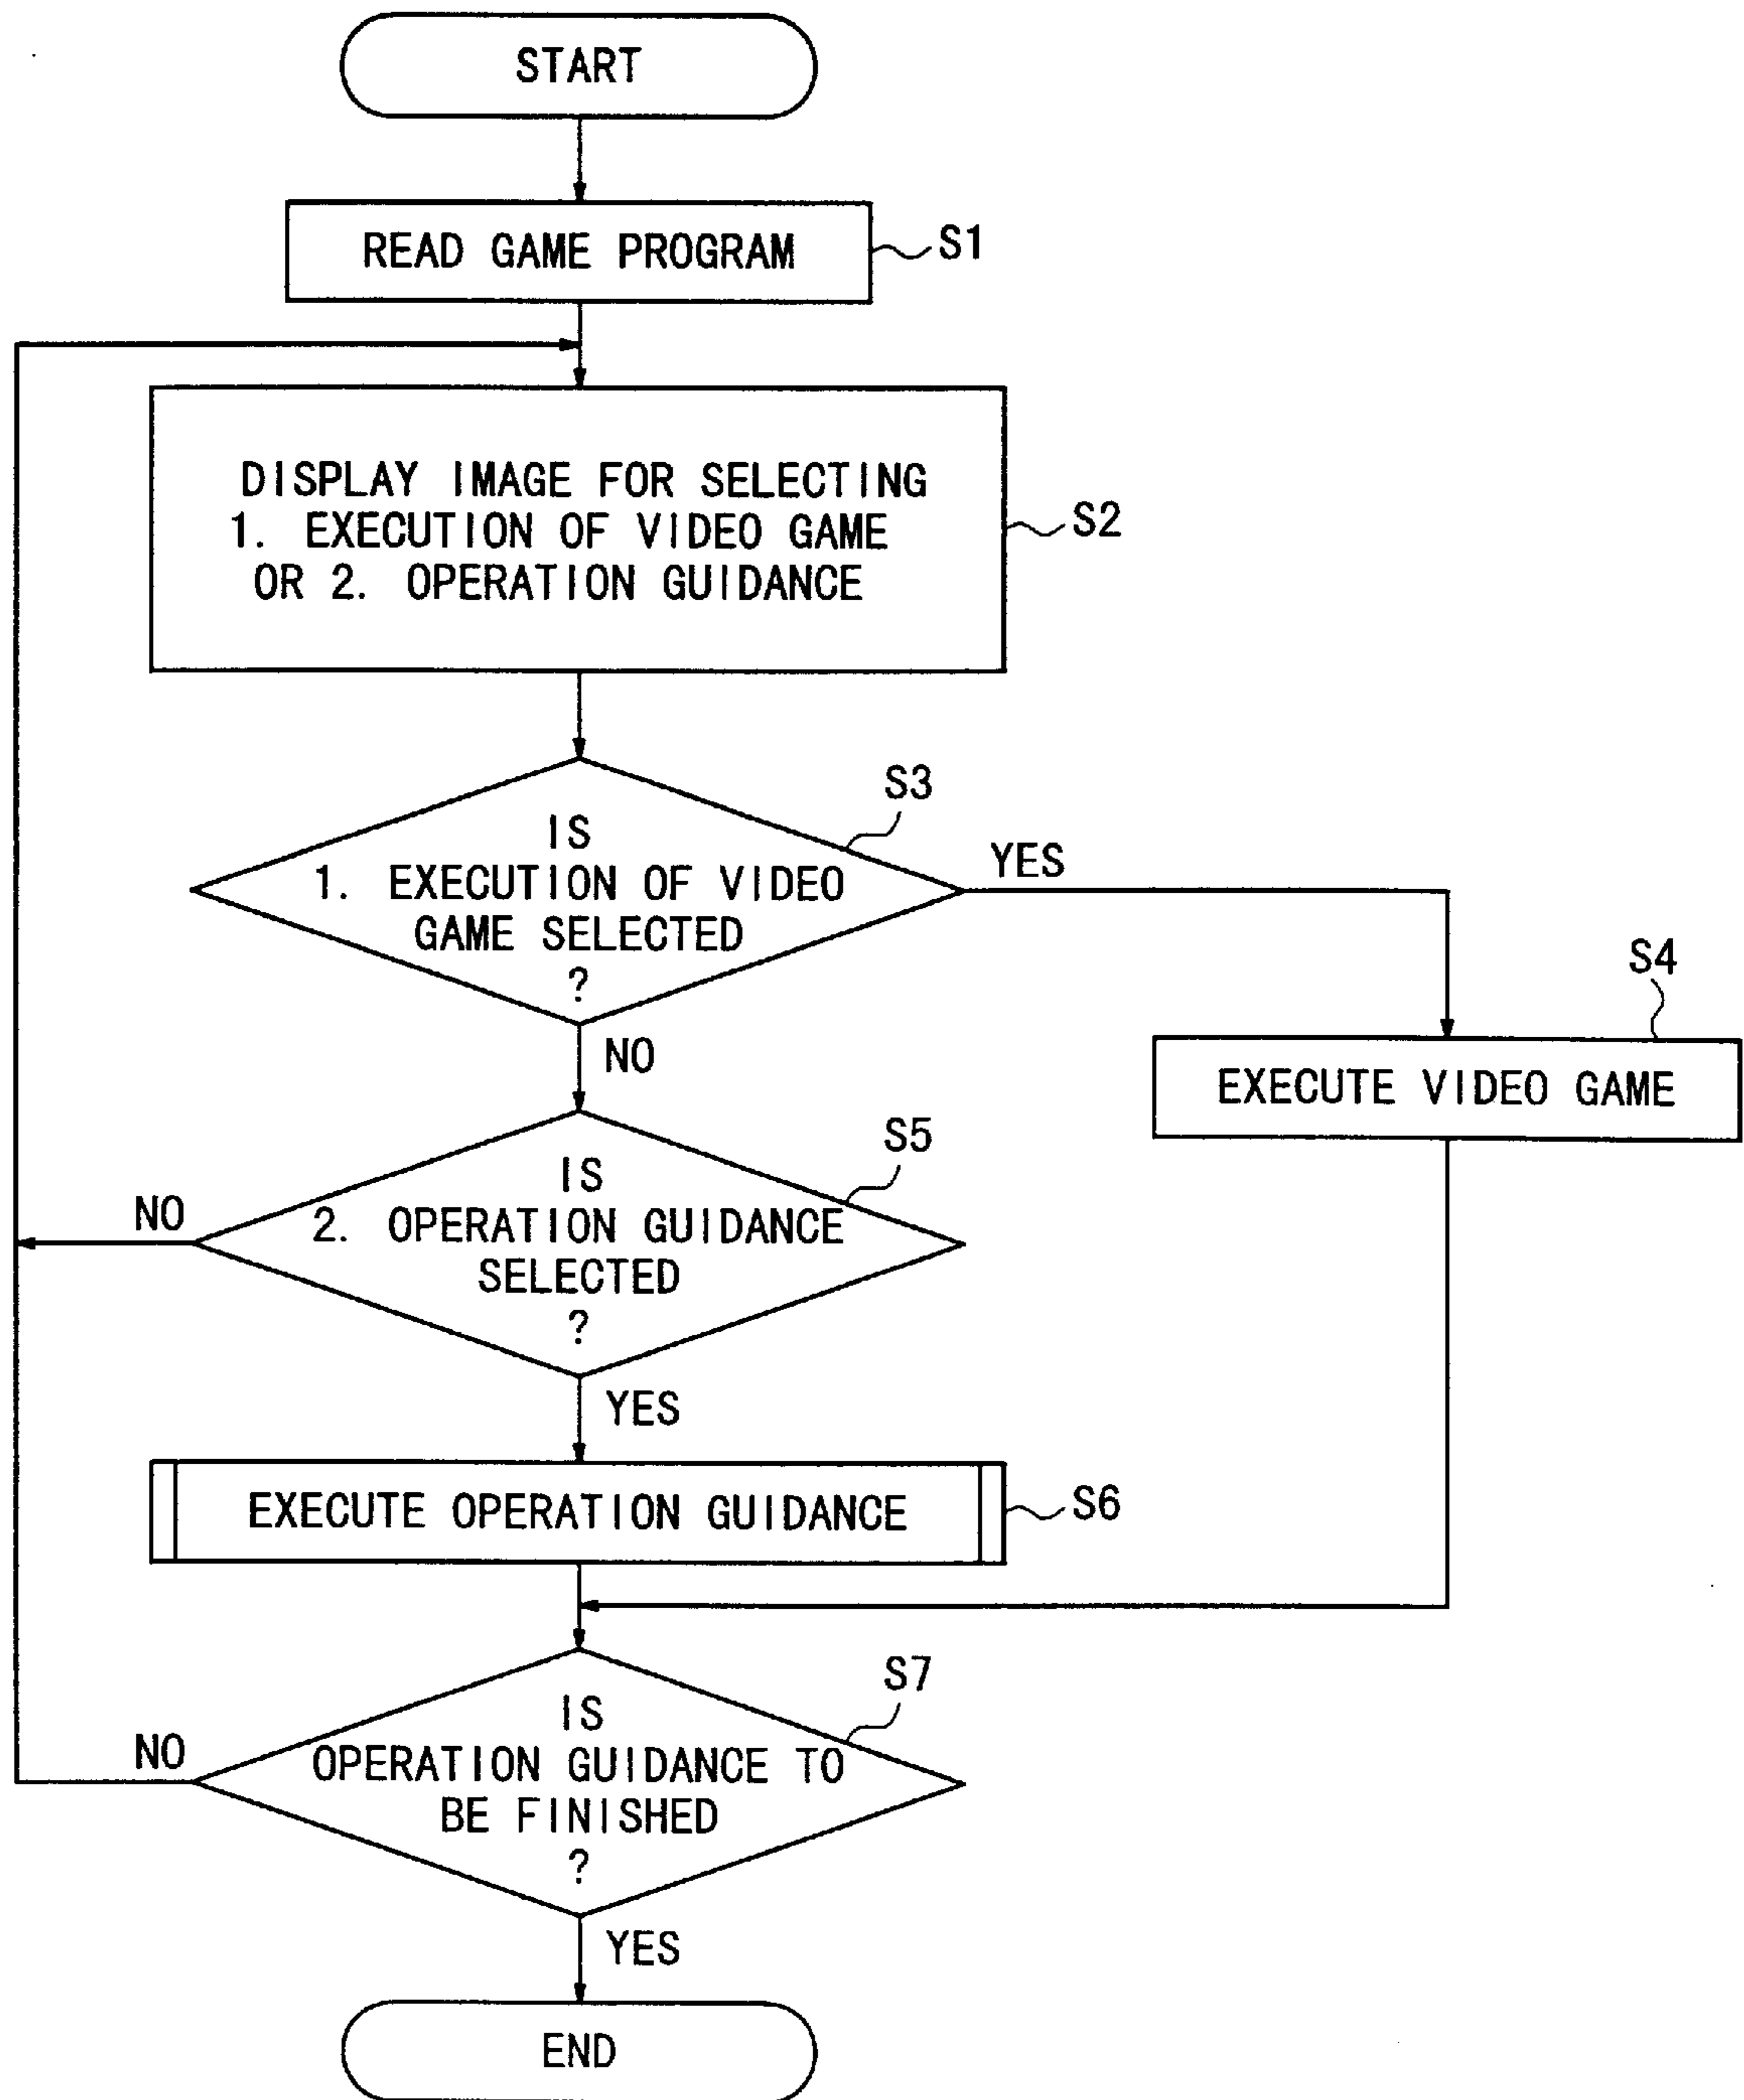 START
READ GAME PROGRAM
S1
DISPLAY IMAGE FOR SELECTING
1. EXECUTION OF VIDEO GAME
OR 2. OPERATION GUIDANCE
S2
S3
IS
1. EXECUTION OF VIDEO
GAME SELECTED
?
YES
NO
S4
EXECUTE VIDEO GAME
S5
IS
2. OPERATION GUIDANCE
SELECTED
?
NO
YES
EXECUTE OPERATION GUIDANCE
S6
S7
IS
OPERATION GUIDANCE TO
BE FINISHED
?
NO
YES
END